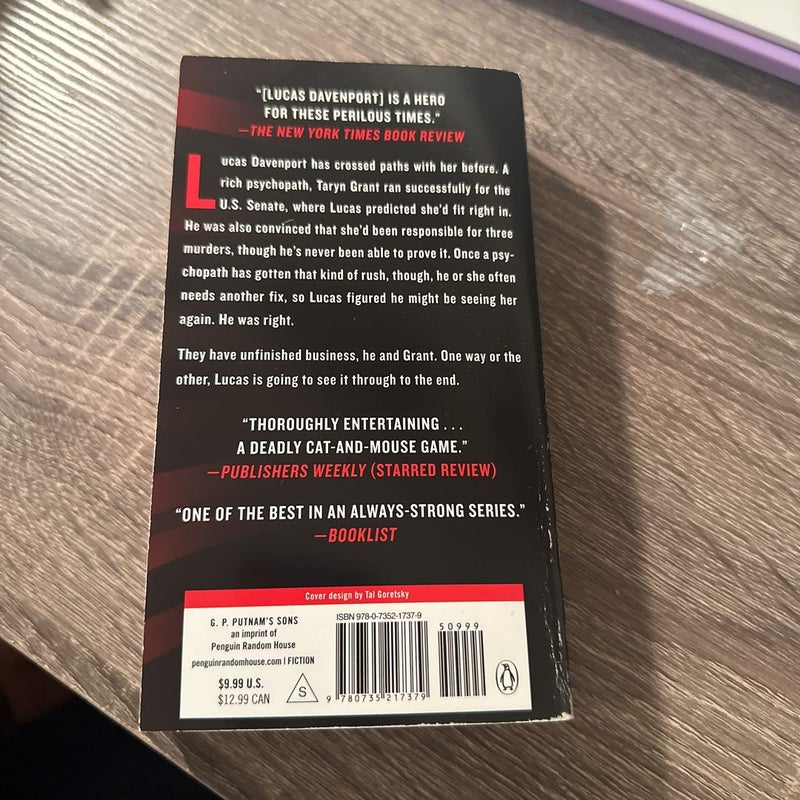 “[LUCAS DAVENPORT] IS A HERO
FOR THESE PERILOUS TIMES.”
—THE NEW YORK TIMES BOOK REVIEW
Lucas Davenport has crossed paths with her before. A
rich psychopath, Taryn Grant ran successfully for the
U.S. Senate, where Lucas predicted she’d fit right in.
He was also convinced that she’d been responsible for three
murders, though he’s never been able to prove it. Once a psy-
chopath has gotten that kind of rush, though, he or she often
needs another fix, so Lucas figured he might be seeing her
again. He was right.
They have unfinished business, he and Grant. One way or the
other, Lucas is going to see it through to the end.
“THOROUGHLY ENTERTAINING . . .
A DEADLY CAT-AND-MOUSE GAME.”
—PUBLISHERS WEEKLY (STARRED REVIEW)
“ONE OF THE BEST IN AN ALWAYS-STRONG SERIES.”
—BOOKLIST
Cover design by Tal Goretsky
G. P. PUTNAM’S SONS
an imprint of
Penguin Random House
penguinrandomhouse.com | FICTION
$9.99 U.S.
$12.99 CAN
S
ISBN 978-0-7352-1737-9
50999
9 780735 217379